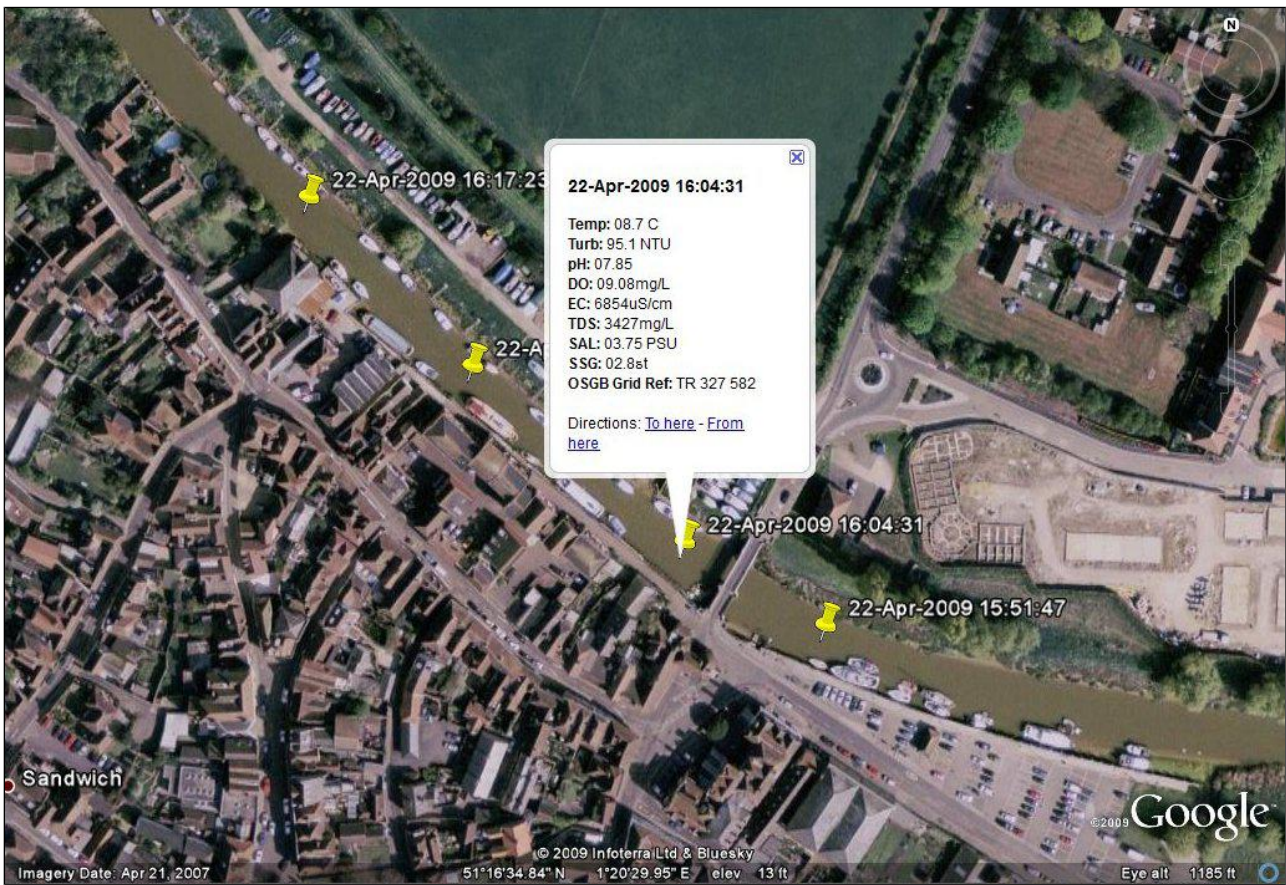 N
22-Apr-2009 16:17:23
22-Apr-2009 16:04:31
Temp: 08.7 C
Turb: 95.1 NTU
pH: 07.85
DO: 09.08mg/L
EC: 6854uS/cm
TDS: 3427mg/L
SAL: 03.75 PSU
SSG: 02.8st
OSGB Grid Ref: TR 327 582
Directions: To here - From
here
22-A
22-Apr-2009 16:04:31
22-Apr-2009 15:51:47
Sandwich
©2009 Google
© 2009 Infoterra Ltd & Bluesky
Imagery Date: Apr 21, 2007 51°16'34.84" N 1°20'29.95" E elev 13 ft Eye alt 1185 ft